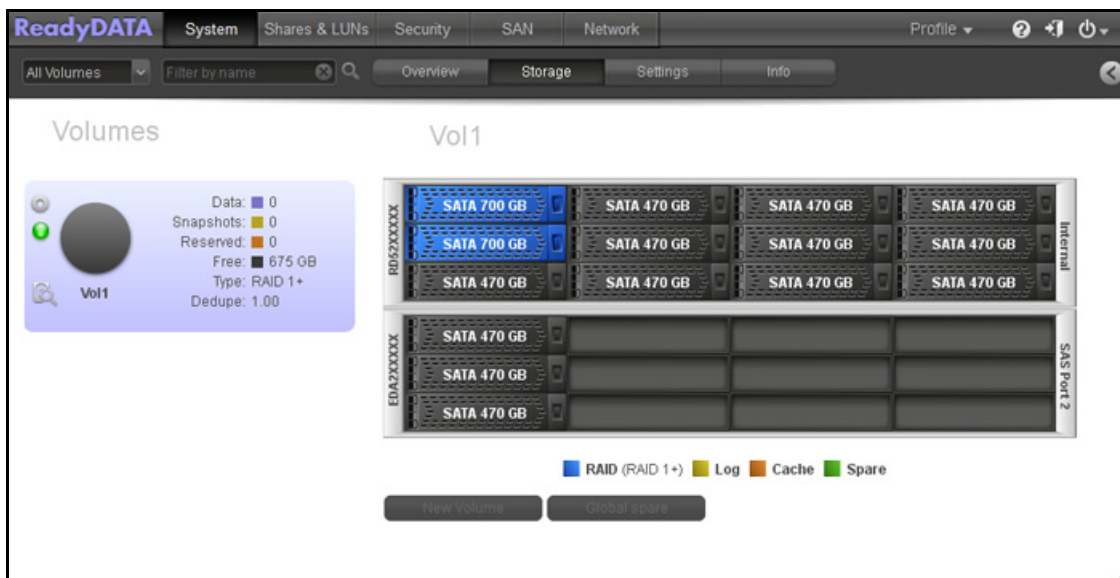 ReadyDATA System Shares & LUNs Security SAN Network Profile
All Volumes Filter by name Overview Storage Settings Info
Volumes
Vol1
Data: 0
Snapshots: 0
Reserved: 0
Free: 675 GB
Type: RAID 1+
Dedupe: 1.00
Vol1
RD52XXXXX
SATA 700 GB SATA 470 GB SATA 470 GB SATA 470 GB
SATA 700 GB SATA 470 GB SATA 470 GB SATA 470 GB
SATA 470 GB SATA 470 GB SATA 470 GB SATA 470 GB
Internal
EDA2XXXXX
SATA 470 GB
SATA 470 GB
SATA 470 GB
SAS Port 2
RAID (RAID 1+) Log Cache Spare
New Volume Global spare